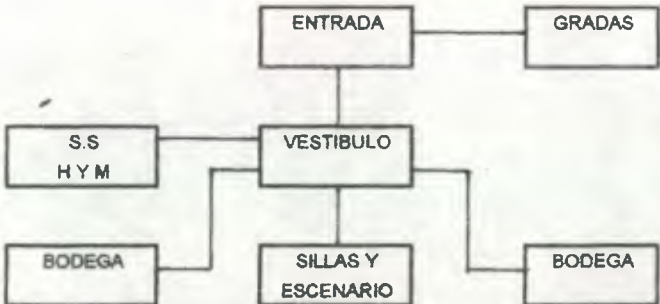 ENTRADA
GRADAS
S.S
H Y M
VESTIBULO
BODEGA
SILLAS Y
ESCENARIO
BODEGA